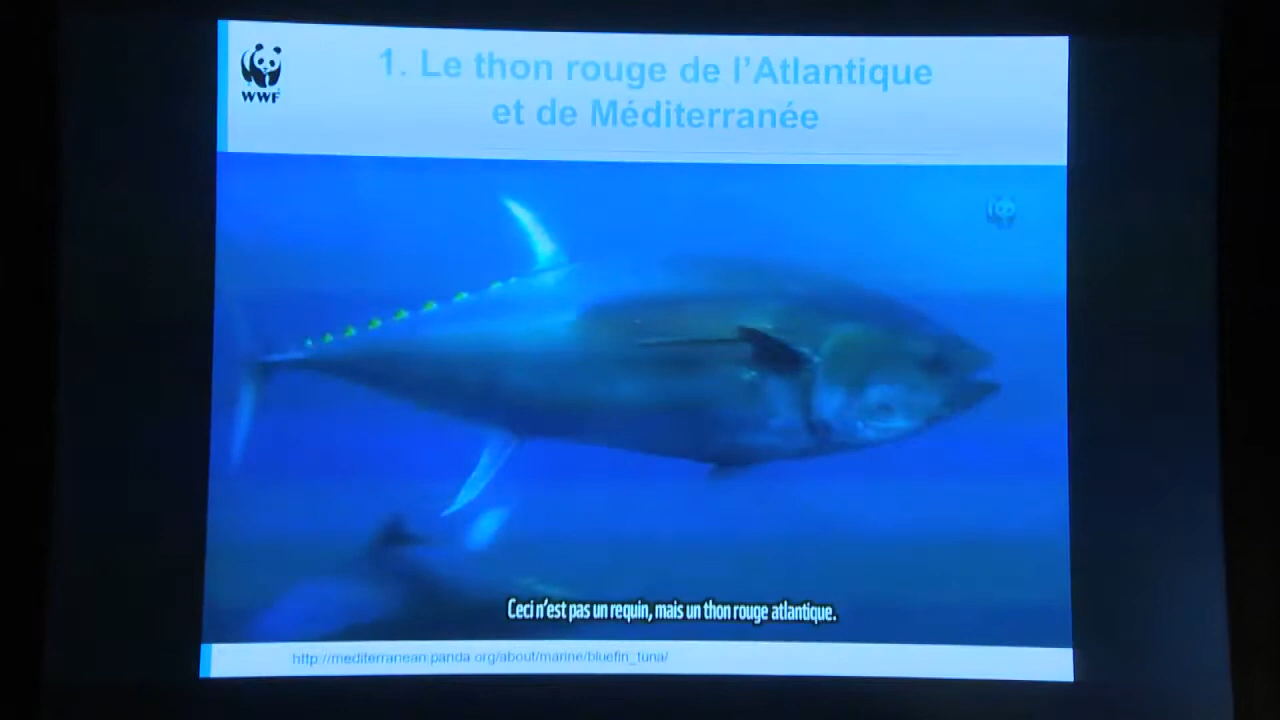 WWF
1. Le thon rouge de l'Atlantique
et de Méditerranée
Ceci n'est pas un requin, mais un thon rouge atlantique.
http://mediterranean.panda.org/about/marine/bluefin_tuna/